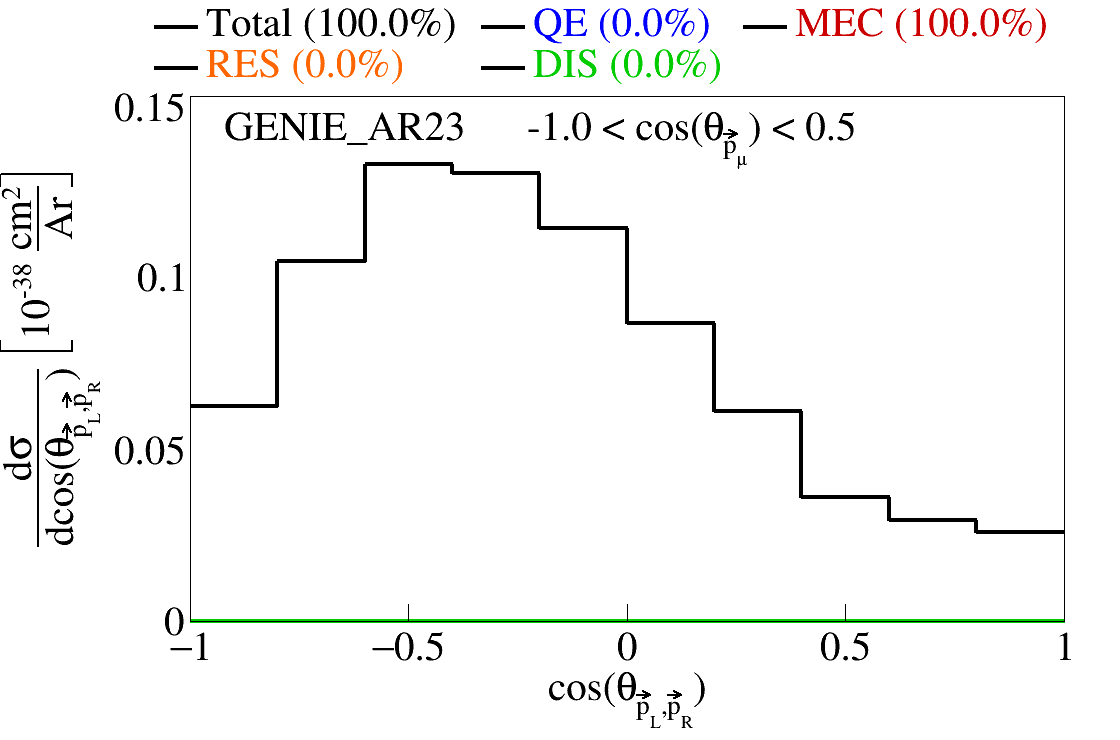 Total (100.0%) QE (0.0%) MEC (100.0%)
RES (0.0%) DIS (0.0%)
GENIE_AR23 -1.0 < cos(θp⃗μ) < 0.5
dσ/dcos(θp⃗L,p⃗R) [10-38 cm2/Ar]
0.15
0.1
0.05
0
−1 −0.5 0 0.5 1
cos(θp⃗L,p⃗R)